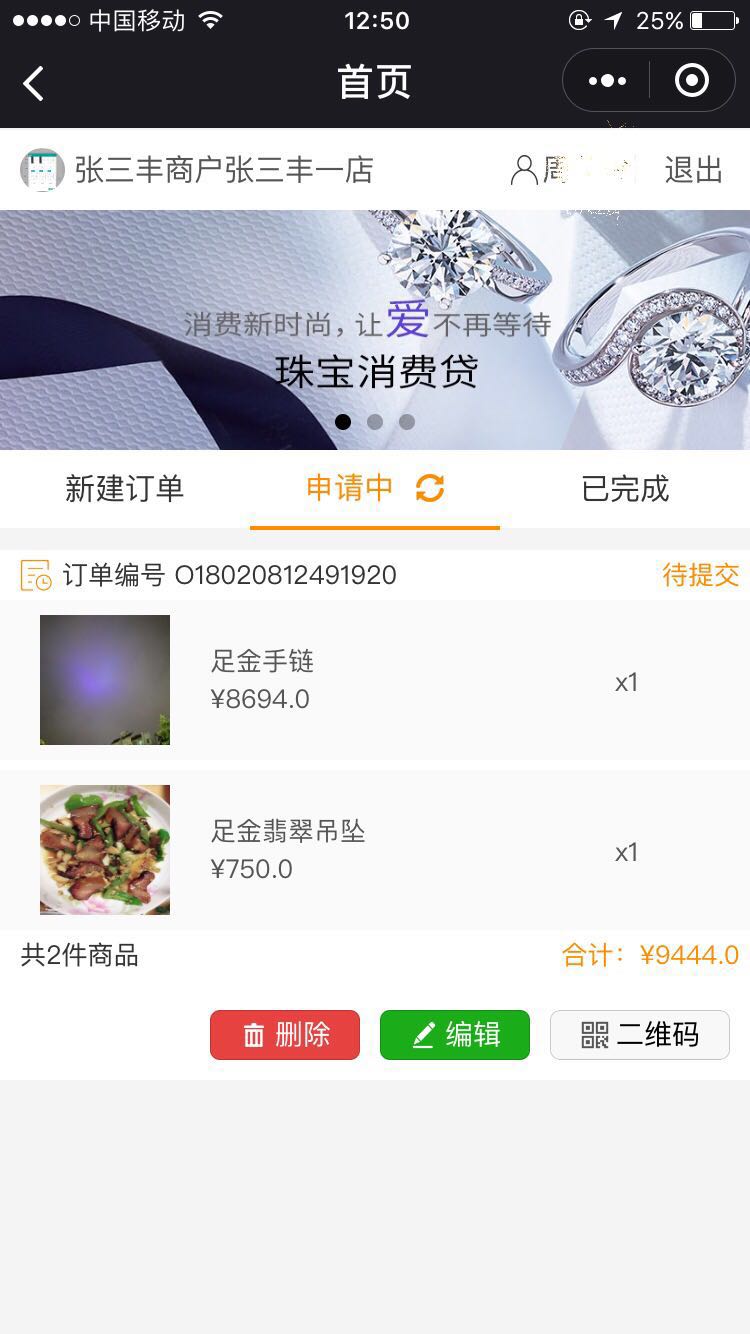 中国移动 12:50 25%
首页
张三丰商户张三丰一店 周 退出
消费新时尚，让爱不再等待
珠宝消费贷
新建订单 申请中 已完成
订单编号 O18020812491920 待提交
足金手链
¥8694.0
x1
足金翡翠吊坠
¥750.0
x1
共2件商品 合计：¥9444.0
删除 编辑 二维码